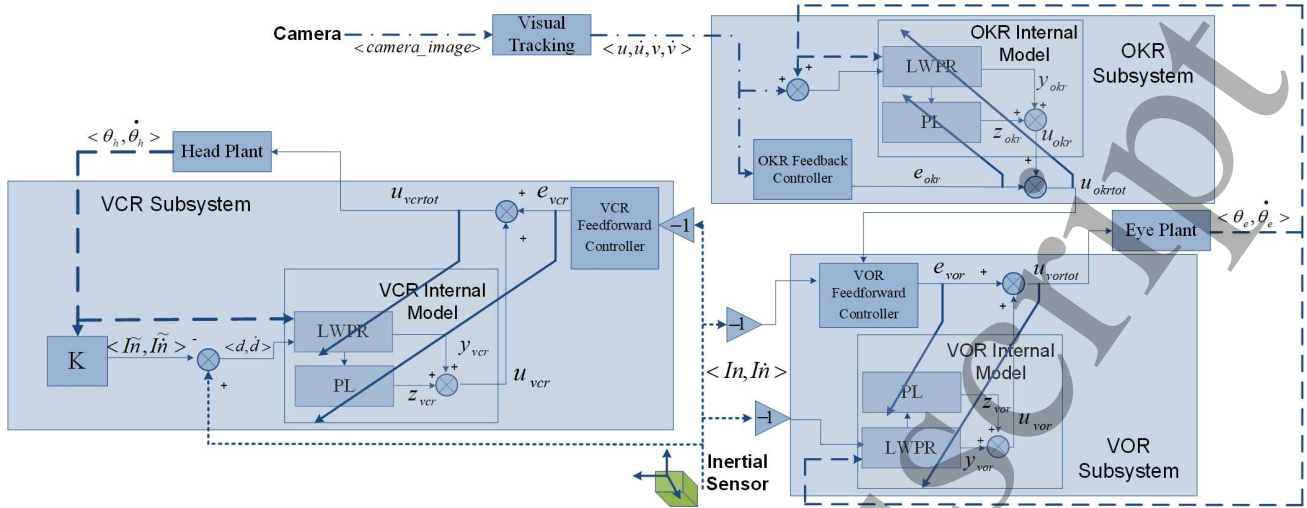 Camera
<camera_image>
Visual
Tracking
<u, u̇, v, v̇>
OKR Internal
Model
OKR
Subsystem
LWPR
PL
y_okr
z_okr
u_okr
OKR Feedback
Controller
e_okr
u_okrtot
<θ_h, θ̇_h>
Head Plant
VCR Subsystem
u_vcrtot
e_vcr
VCR
Feedforward
Controller
−1
VCR Internal
Model
LWPR
PL
y_vcr
z_vcr
u_vcr
K
<Ĩn, Ĩṅ>
<d, ḋ>
Inertial
Sensor
<In, Iṅ>
−1
−1
VOR
Feedforward
Controller
e_vor
u_vortot
Eye Plant
<θ_e, θ̇_e>
VOR Internal
Model
PL
LWPR
z_vor
y_vor
u_vor
VOR
Subsystem
script